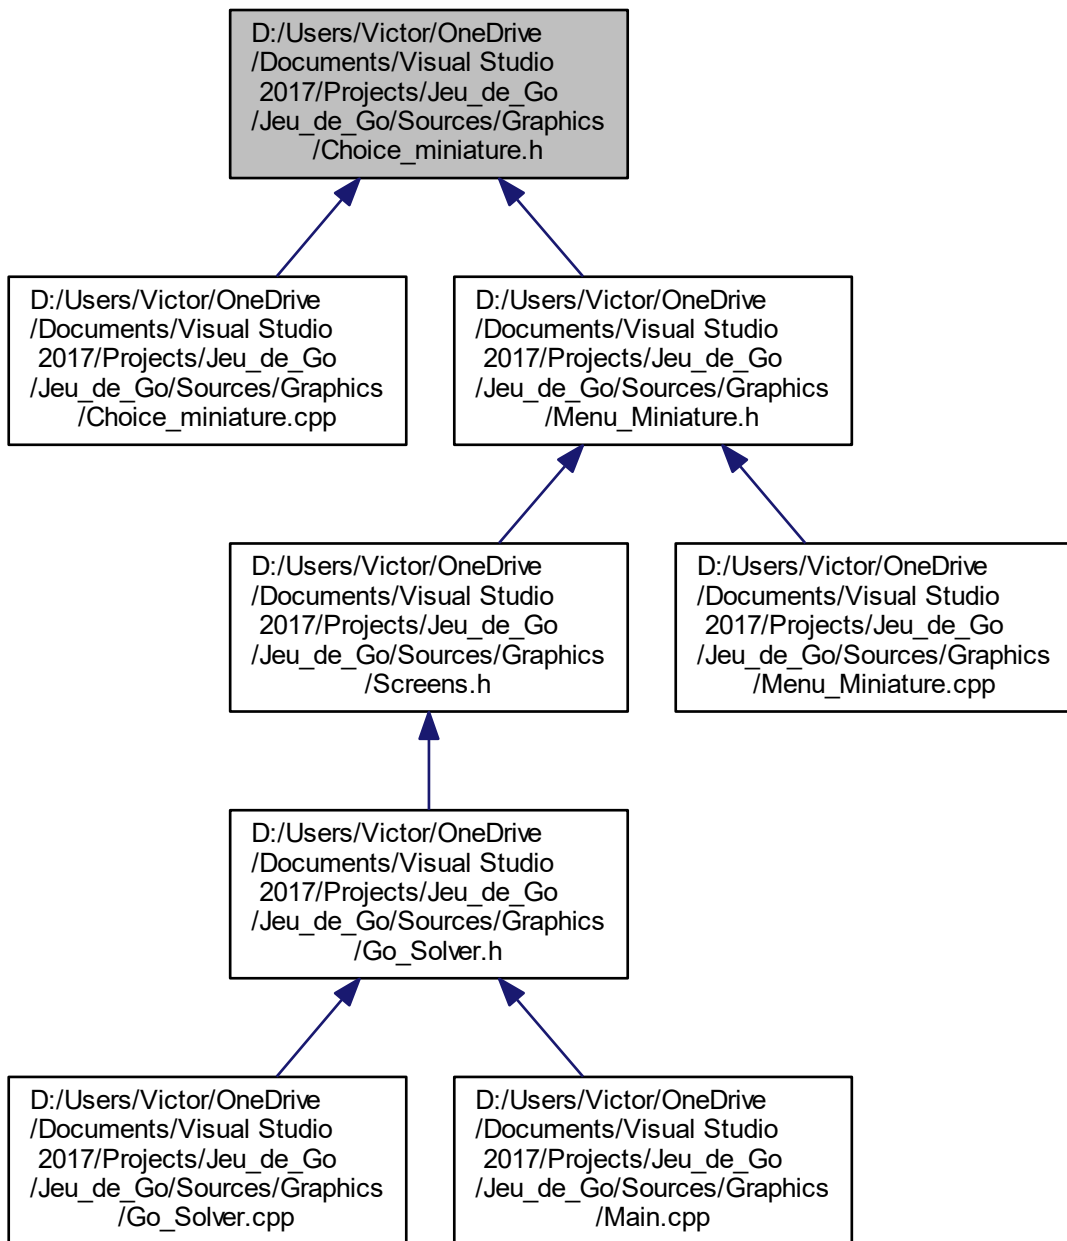 D:/Users/Victor/OneDrive
/Documents/Visual Studio
2017/Projects/Jeu_de_Go
/Jeu_de_Go/Sources/Graphics
/Choice_miniature.h
D:/Users/Victor/OneDrive
/Documents/Visual Studio
2017/Projects/Jeu_de_Go
/Jeu_de_Go/Sources/Graphics
/Choice_miniature.cpp
D:/Users/Victor/OneDrive
/Documents/Visual Studio
2017/Projects/Jeu_de_Go
/Jeu_de_Go/Sources/Graphics
/Menu_Miniature.h
D:/Users/Victor/OneDrive
/Documents/Visual Studio
2017/Projects/Jeu_de_Go
/Jeu_de_Go/Sources/Graphics
/Screens.h
D:/Users/Victor/OneDrive
/Documents/Visual Studio
2017/Projects/Jeu_de_Go
/Jeu_de_Go/Sources/Graphics
/Menu_Miniature.cpp
D:/Users/Victor/OneDrive
/Documents/Visual Studio
2017/Projects/Jeu_de_Go
/Jeu_de_Go/Sources/Graphics
/Go_Solver.h
D:/Users/Victor/OneDrive
/Documents/Visual Studio
2017/Projects/Jeu_de_Go
/Jeu_de_Go/Sources/Graphics
/Go_Solver.cpp
D:/Users/Victor/OneDrive
/Documents/Visual Studio
2017/Projects/Jeu_de_Go
/Jeu_de_Go/Sources/Graphics
/Main.cpp